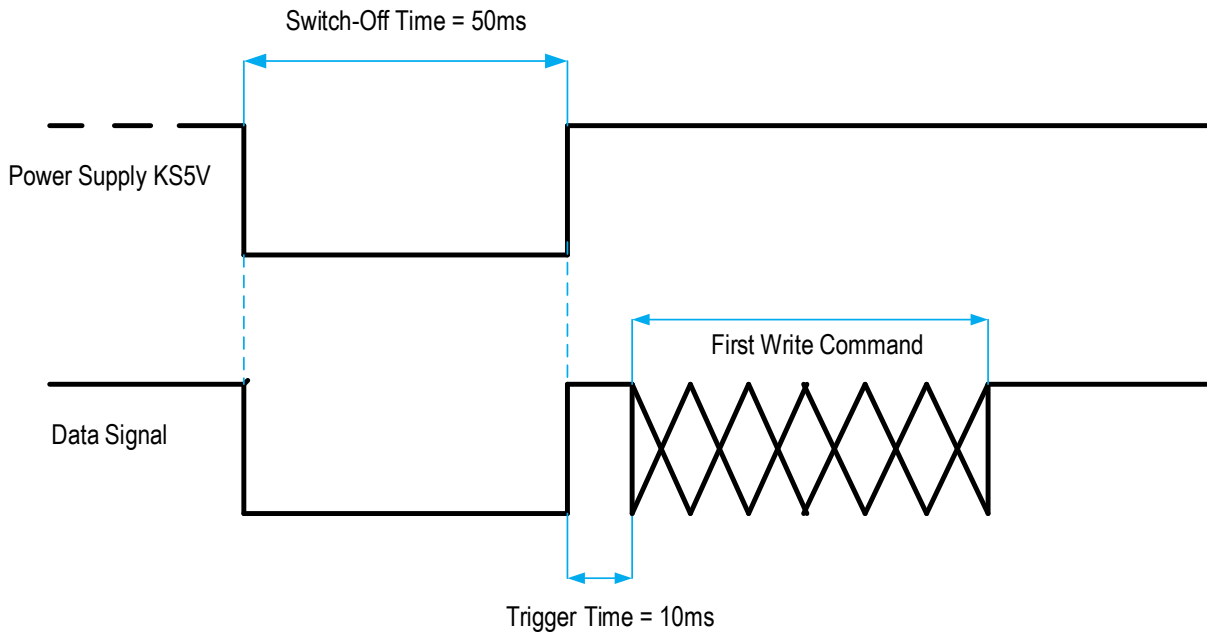 Switch-Off Time = 50ms
Power Supply KS5V
First Write Command
Data Signal
Trigger Time = 10ms